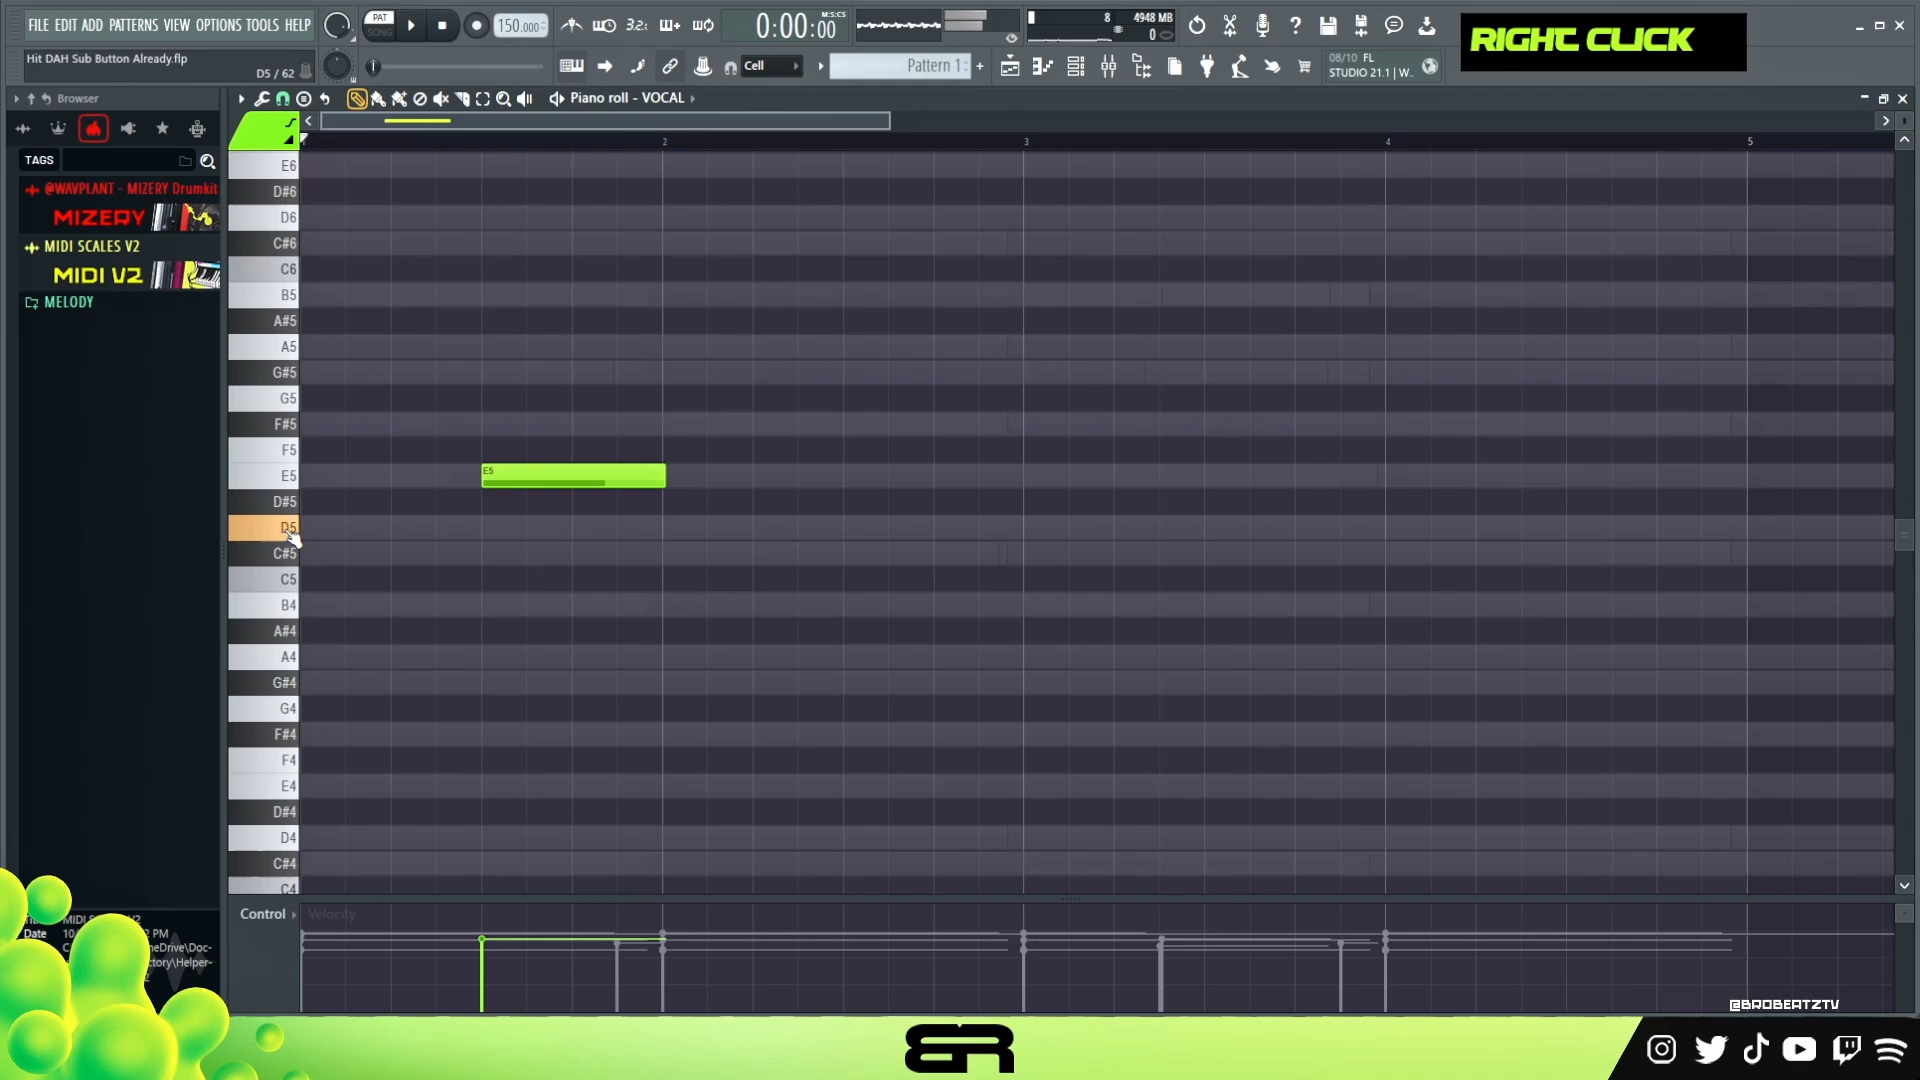 FILE EDIT ADD PATTERNS VIEW OPTIONS TOOLS HELP
PAT
SONG
150.000
3.2
0:00:00
M:S:CS
8
4948 MB
0
RIGHT CLICK
Hit DAH Sub Button Already.flp
D5 / 62
Cell
Pattern 1
08/10 FL
STUDIO 21.1 | W..
Browser
Piano roll - VOCAL
TAGS
@WAVPLANT - MIZERY Drumkit
MIZERY
MIDI SCALES V2
MIDI V2
MELODY
2
3
4
5
E6
D#6
D6
C#6
C6
B5
A#5
A5
G#5
G5
F#5
F5
E5
E5
D#5
D5
C#5
C5
B4
A#4
A4
G#4
G4
F#4
F4
E4
D#4
D4
C#4
C4
Control
Velocity
Date
@BROBEATZTV
BR